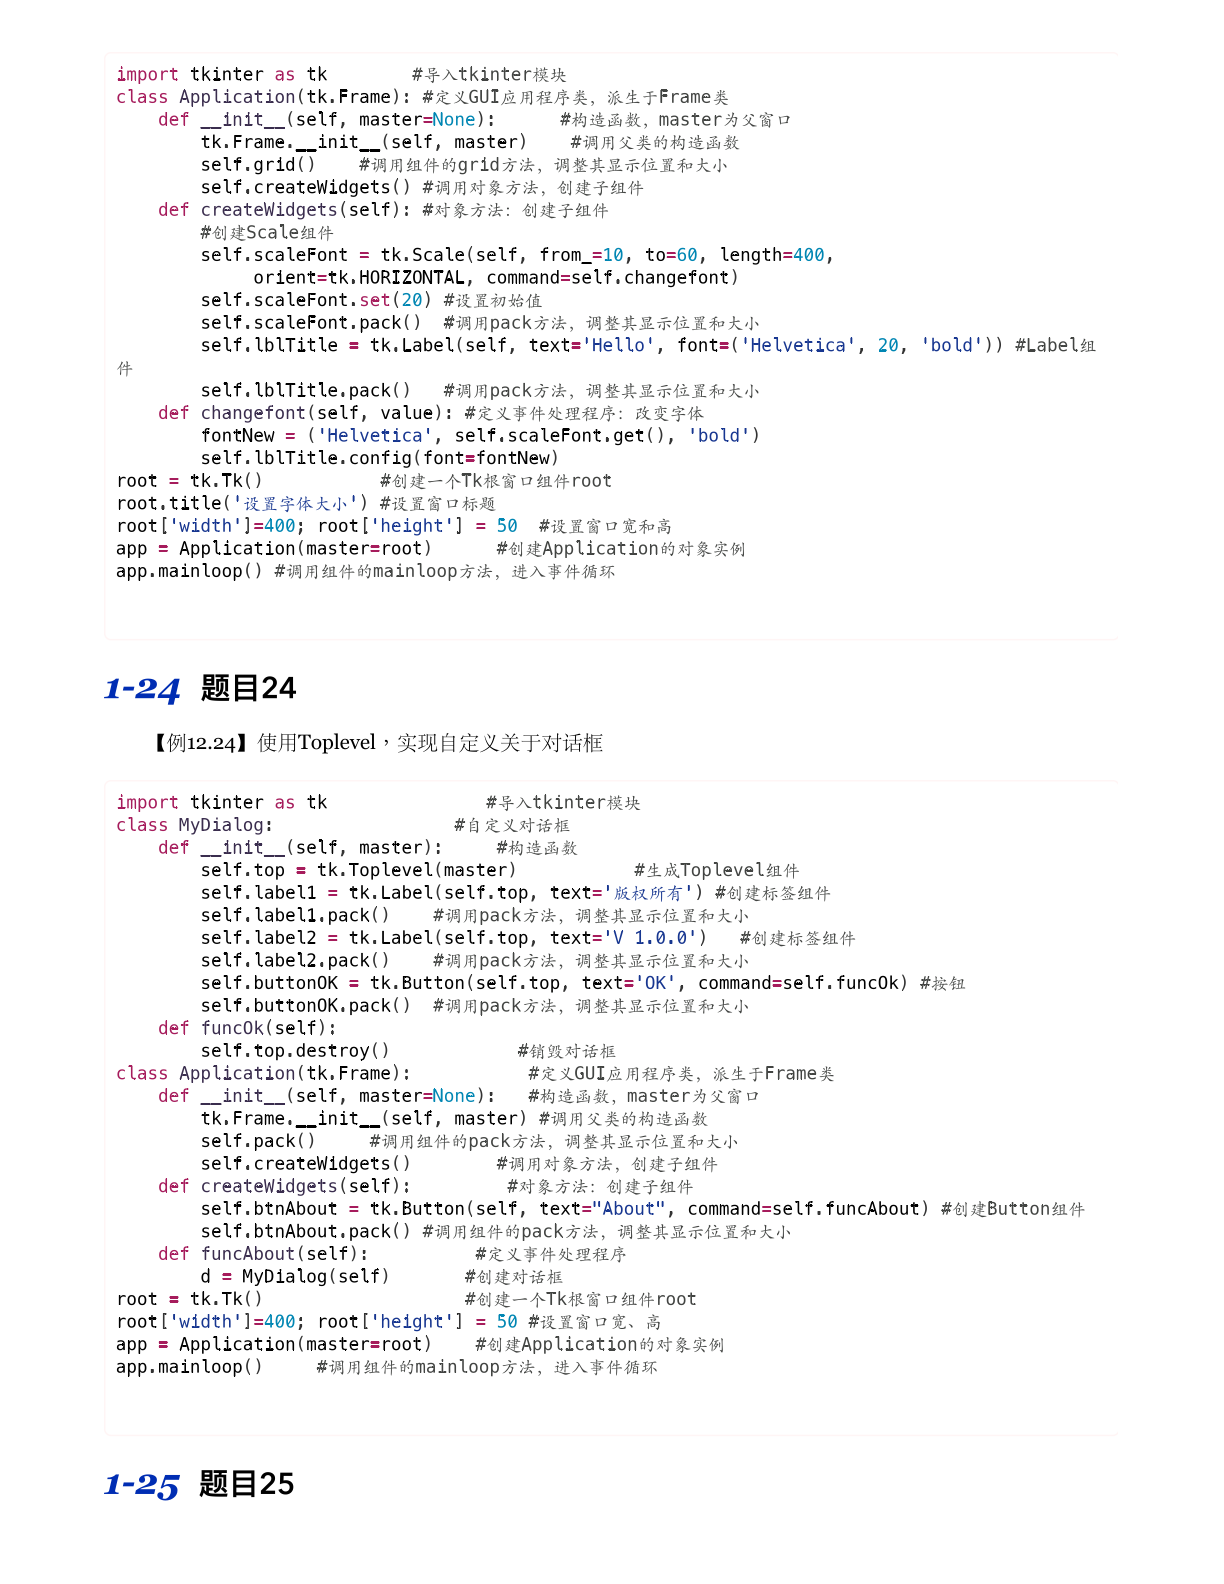 import tkinter as tk        #导入tkinter模块
class Application(tk.Frame): #定义GUI应用程序类，派生于Frame类
    def __init__(self, master=None):      #构造函数，master为父窗口
        tk.Frame.__init__(self, master)    #调用父类的构造函数
        self.grid()    #调用组件的grid方法，调整其显示位置和大小
        self.createWidgets() #调用对象方法，创建子组件
    def createWidgets(self): #对象方法：创建子组件
        #创建Scale组件
        self.scaleFont = tk.Scale(self, from_=10, to=60, length=400,
             orient=tk.HORIZONTAL, command=self.changefont)
        self.scaleFont.set(20) #设置初始值
        self.scaleFont.pack()  #调用pack方法，调整其显示位置和大小
        self.lblTitle = tk.Label(self, text='Hello', font=('Helvetica', 20, 'bold')) #Label组
件
        self.lblTitle.pack()   #调用pack方法，调整其显示位置和大小
    def changefont(self, value): #定义事件处理程序：改变字体
        fontNew = ('Helvetica', self.scaleFont.get(), 'bold')
        self.lblTitle.config(font=fontNew)
root = tk.Tk()           #创建一个Tk根窗口组件root
root.title('设置字体大小') #设置窗口标题
root['width']=400; root['height'] = 50  #设置窗口宽和高
app = Application(master=root)      #创建Application的对象实例
app.mainloop() #调用组件的mainloop方法，进入事件循环
1-24 题目24
【例12.24】使用Toplevel，实现自定义关于对话框
import tkinter as tk               #导入tkinter模块
class MyDialog:                 #自定义对话框
    def __init__(self, master):     #构造函数
        self.top = tk.Toplevel(master)           #生成Toplevel组件
        self.label1 = tk.Label(self.top, text='版权所有') #创建标签组件
        self.label1.pack()    #调用pack方法，调整其显示位置和大小
        self.label2 = tk.Label(self.top, text='V 1.0.0')   #创建标签组件
        self.label2.pack()    #调用pack方法，调整其显示位置和大小
        self.buttonOK = tk.Button(self.top, text='OK', command=self.funcOk) #按钮
        self.buttonOK.pack()  #调用pack方法，调整其显示位置和大小
    def funcOk(self):
        self.top.destroy()            #销毁对话框
class Application(tk.Frame):           #定义GUI应用程序类，派生于Frame类
    def __init__(self, master=None):   #构造函数，master为父窗口
        tk.Frame.__init__(self, master) #调用父类的构造函数
        self.pack()     #调用组件的pack方法，调整其显示位置和大小
        self.createWidgets()        #调用对象方法，创建子组件
    def createWidgets(self):         #对象方法：创建子组件
        self.btnAbout = tk.Button(self, text="About", command=self.funcAbout) #创建Button组件
        self.btnAbout.pack() #调用组件的pack方法，调整其显示位置和大小
    def funcAbout(self):          #定义事件处理程序
        d = MyDialog(self)       #创建对话框
root = tk.Tk()                   #创建一个Tk根窗口组件root
root['width']=400; root['height'] = 50 #设置窗口宽、高
app = Application(master=root)    #创建Application的对象实例
app.mainloop()     #调用组件的mainloop方法，进入事件循环
1-25 题目25